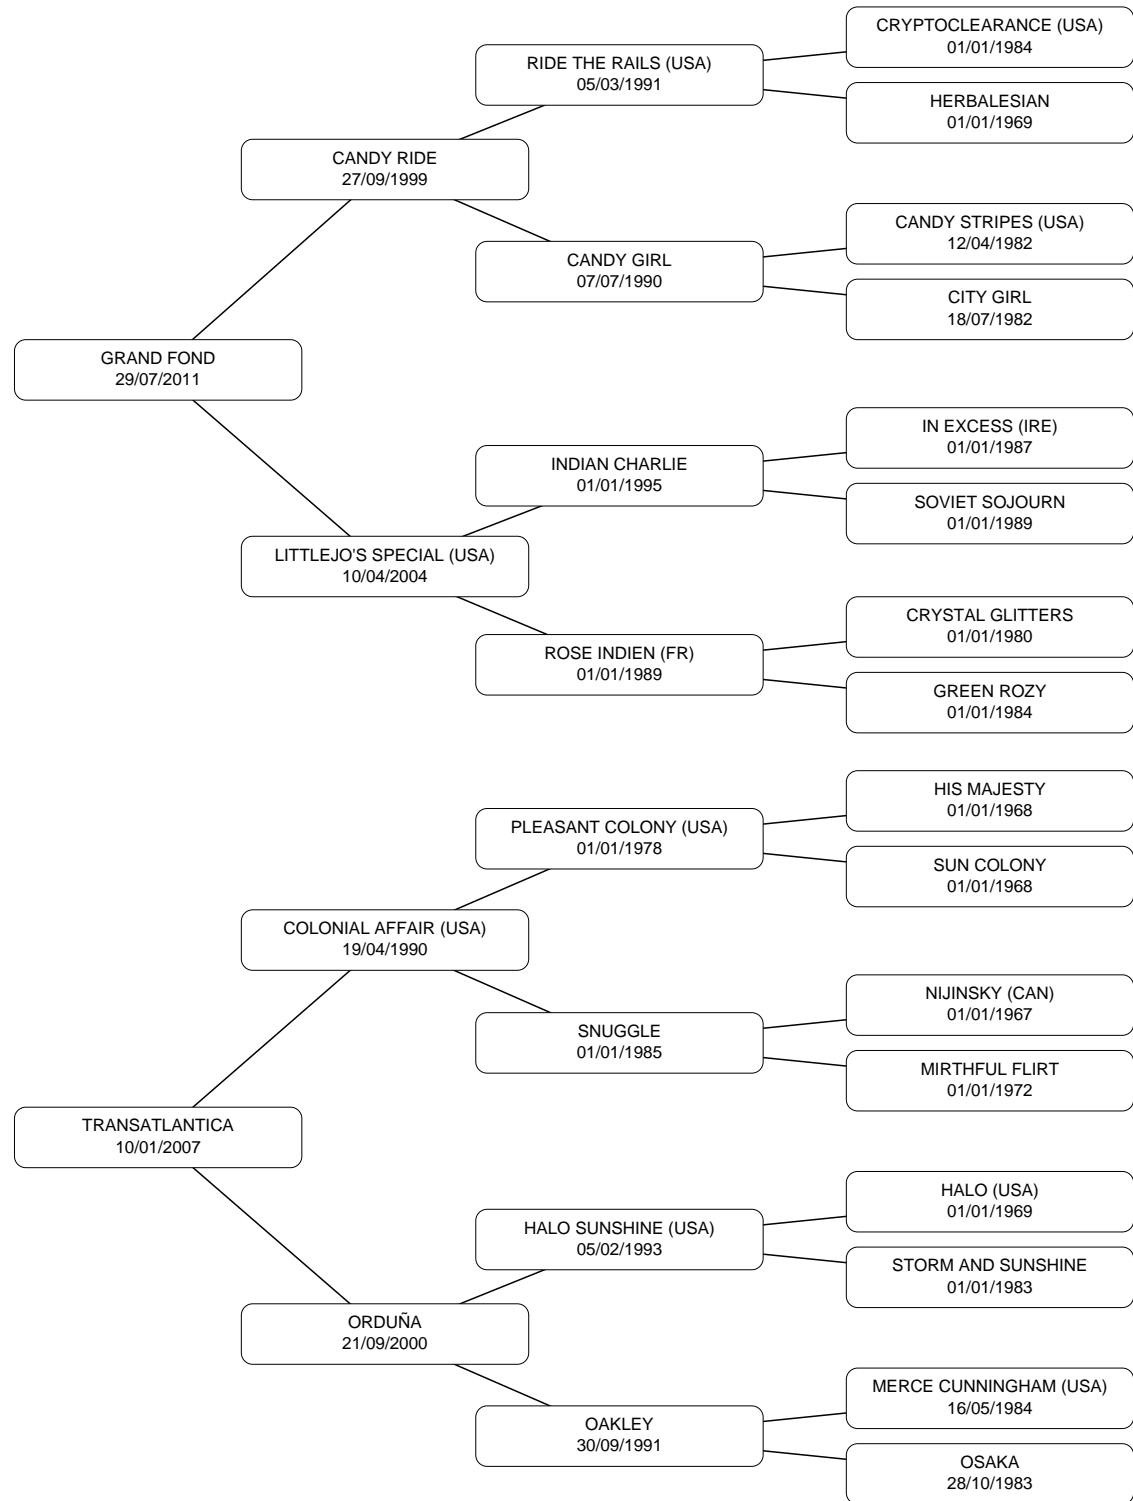 CRYPTOCLEARANCE (USA)
01/01/1984
RIDE THE RAILS (USA)
05/03/1991
HERBALESIAN
01/01/1969
CANDY RIDE
27/09/1999
CANDY STRIPES (USA)
12/04/1982
CANDY GIRL
07/07/1990
CITY GIRL
18/07/1982
GRAND FOND
29/07/2011
IN EXCESS (IRE)
01/01/1987
INDIAN CHARLIE
01/01/1995
SOVIET SOJOURN
01/01/1989
LITTLEJO'S SPECIAL (USA)
10/04/2004
CRYSTAL GLITTERS
01/01/1980
ROSE INDIEN (FR)
01/01/1989
GREEN ROZY
01/01/1984
HIS MAJESTY
01/01/1968
PLEASANT COLONY (USA)
01/01/1978
SUN COLONY
01/01/1968
COLONIAL AFFAIR (USA)
19/04/1990
NIJINSKY (CAN)
01/01/1967
SNUGGLE
01/01/1985
MIRTHFUL FLIRT
01/01/1972
TRANSATLANTICA
10/01/2007
HALO (USA)
01/01/1969
HALO SUNSHINE (USA)
05/02/1993
STORM AND SUNSHINE
01/01/1983
ORDUÑA
21/09/2000
MERCE CUNNINGHAM (USA)
16/05/1984
OAKLEY
30/09/1991
OSAKA
28/10/1983